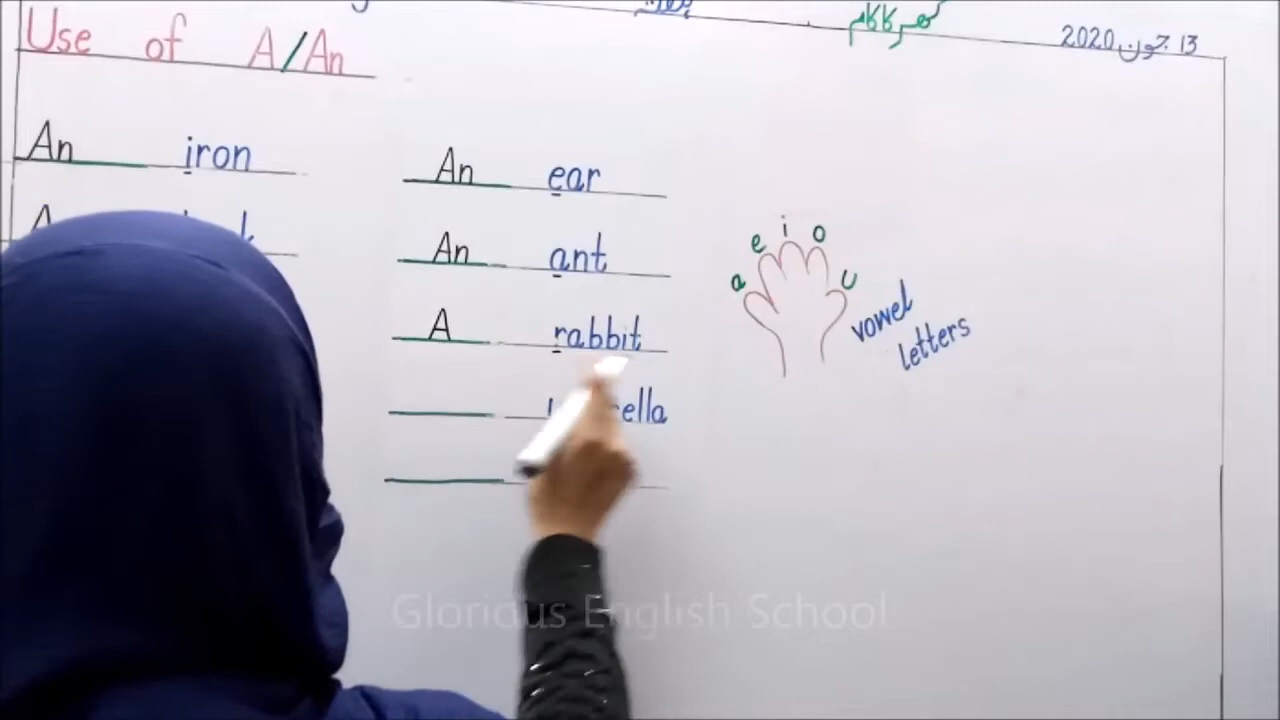 گھر کا کام
13 جون 2020
Use of A/An
An iron
An ear
An ant
A rabbit
a e i o u
vowel
letters
Glorious English School